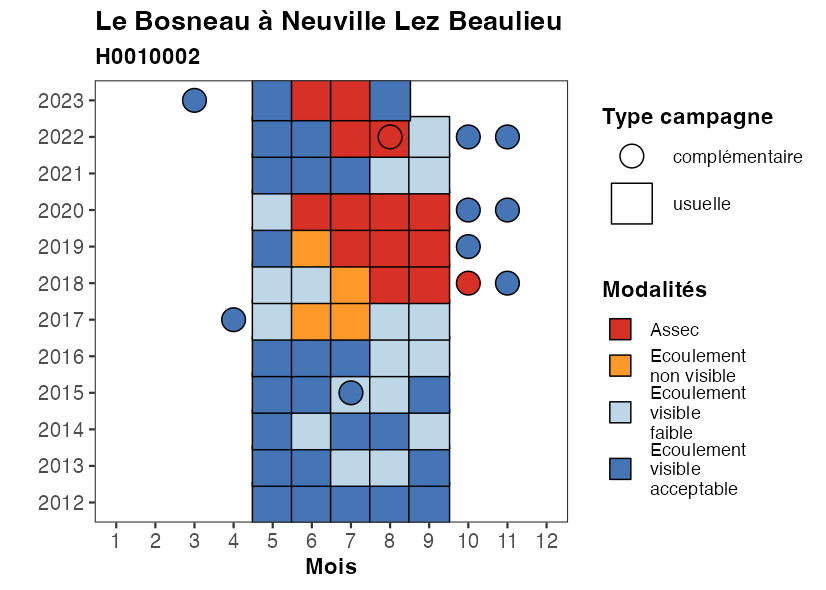 Le Bosneau à Neuville Lez Beaulieu
H0010002
2023
2022
2021
2020
2019
2018
2017
2016
2015
2014
2013
2012
1 2 3 4 5 6 7 8 9 10 11 12
Mois
Type campagne
complémentaire
usuelle
Modalités
Assec
Ecoulement
non visible
Ecoulement
visible
faible
Ecoulement
visible
acceptable